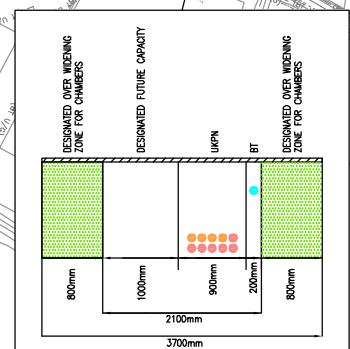 DESIGNATED OVER WIDENING
ZONE FOR CHAMBERS
DESIGNATED FUTURE CAPACITY
UKPN
BT
DESIGNATED OVER WIDENING
ZONE FOR CHAMBERS
800mm
1000mm
900mm
200mm
800mm
2100mm
3700mm